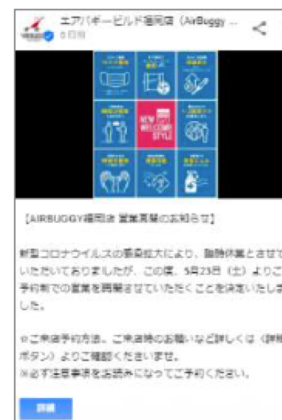 エアバギービルド福岡店 (AirBuggy ...
6日前
NEW
WELCOME
STYLE
【AIRBUGGY福岡店 営業再開のお知らせ】
新型コロナウイルスの感染拡大により、臨時休業とさせて
いただいておりましたが、この度、5月23日（土）よりご
予約制での営業を再開させていただくことを決定いたしま
した。
※ご来店予約方法、ご来店時のお願いなど詳しくは（詳細
ボタン）よりご確認くださいませ。
※必ず注意事項をお読みになってご予約ください。
詳細